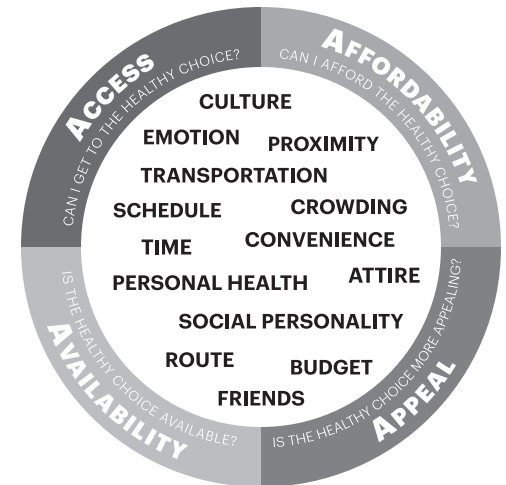 ACCESS
CAN I GET TO THE HEALTHY CHOICE?
AFFORDABILITY
CAN I AFFORD THE HEALTHY CHOICE?
CULTURE
EMOTION
PROXIMITY
TRANSPORTATION
SCHEDULE
CROWDING
TIME
CONVENIENCE
PERSONAL HEALTH
ATTIRE
SOCIAL PERSONALITY
ROUTE
BUDGET
FRIENDS
IS THE HEALTHY CHOICE AVAILABLE?
AVAILABILITY
IS THE HEALTHY CHOICE MORE APPEALING?
APPEAL